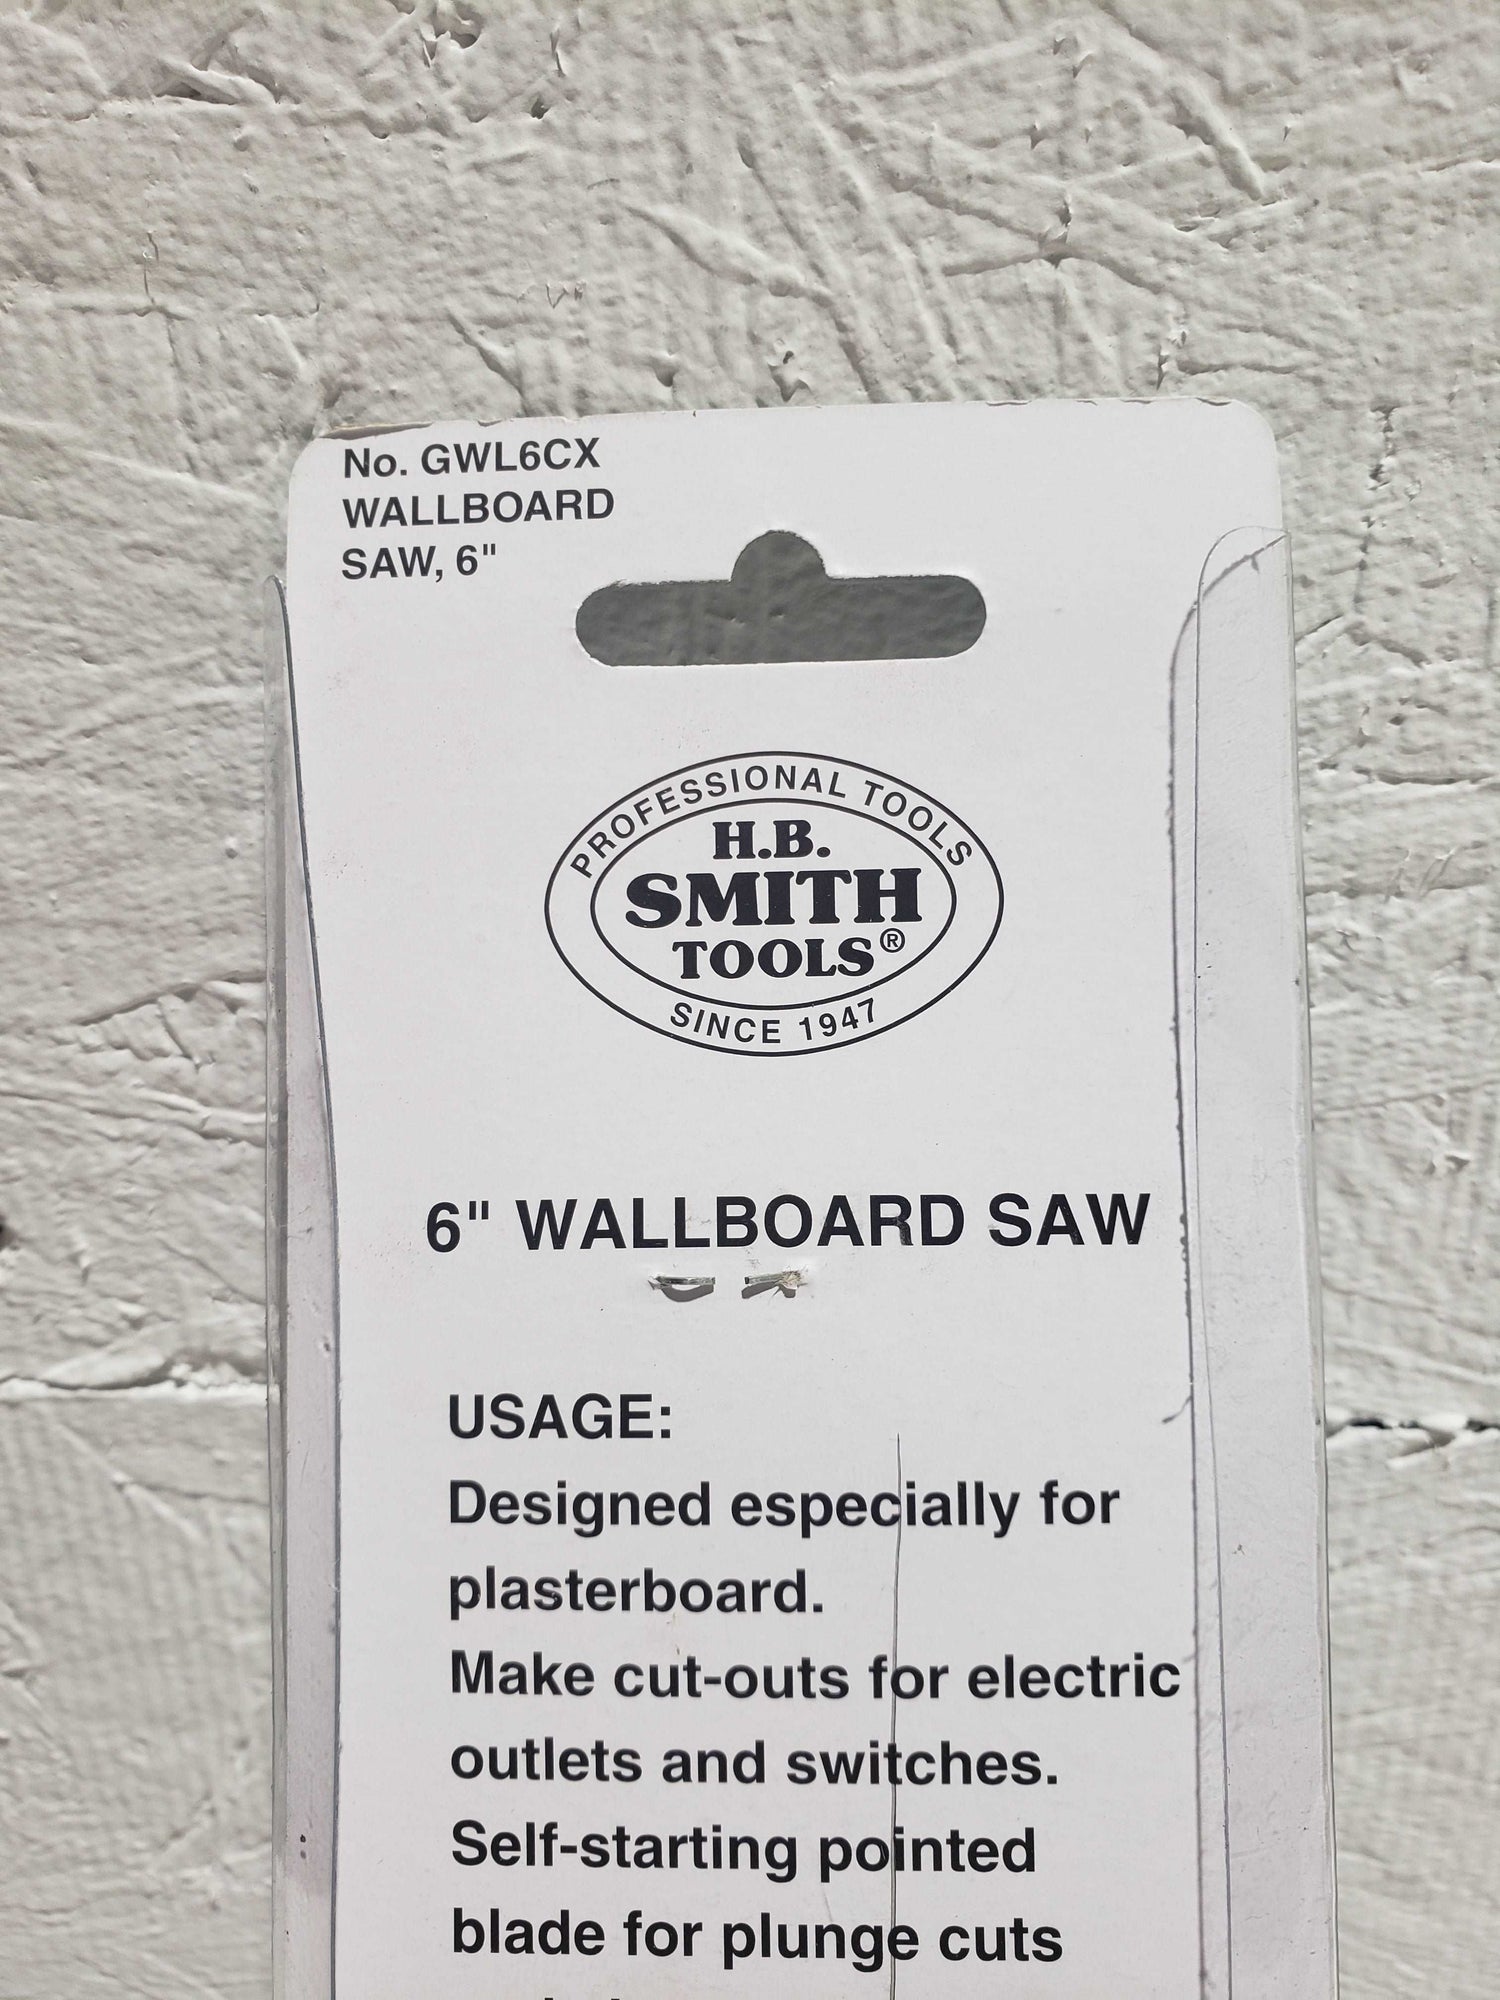 No. GWL6CX
WALLBOARD
SAW, 6"
PROFESSIONAL TOOLS
H.B.
SMITH
TOOLS®
SINCE 1947
6" WALLBOARD SAW
USAGE:
Designed especially for
plasterboard.
Make cut-outs for electric
outlets and switches.
Self-starting pointed
blade for plunge cuts